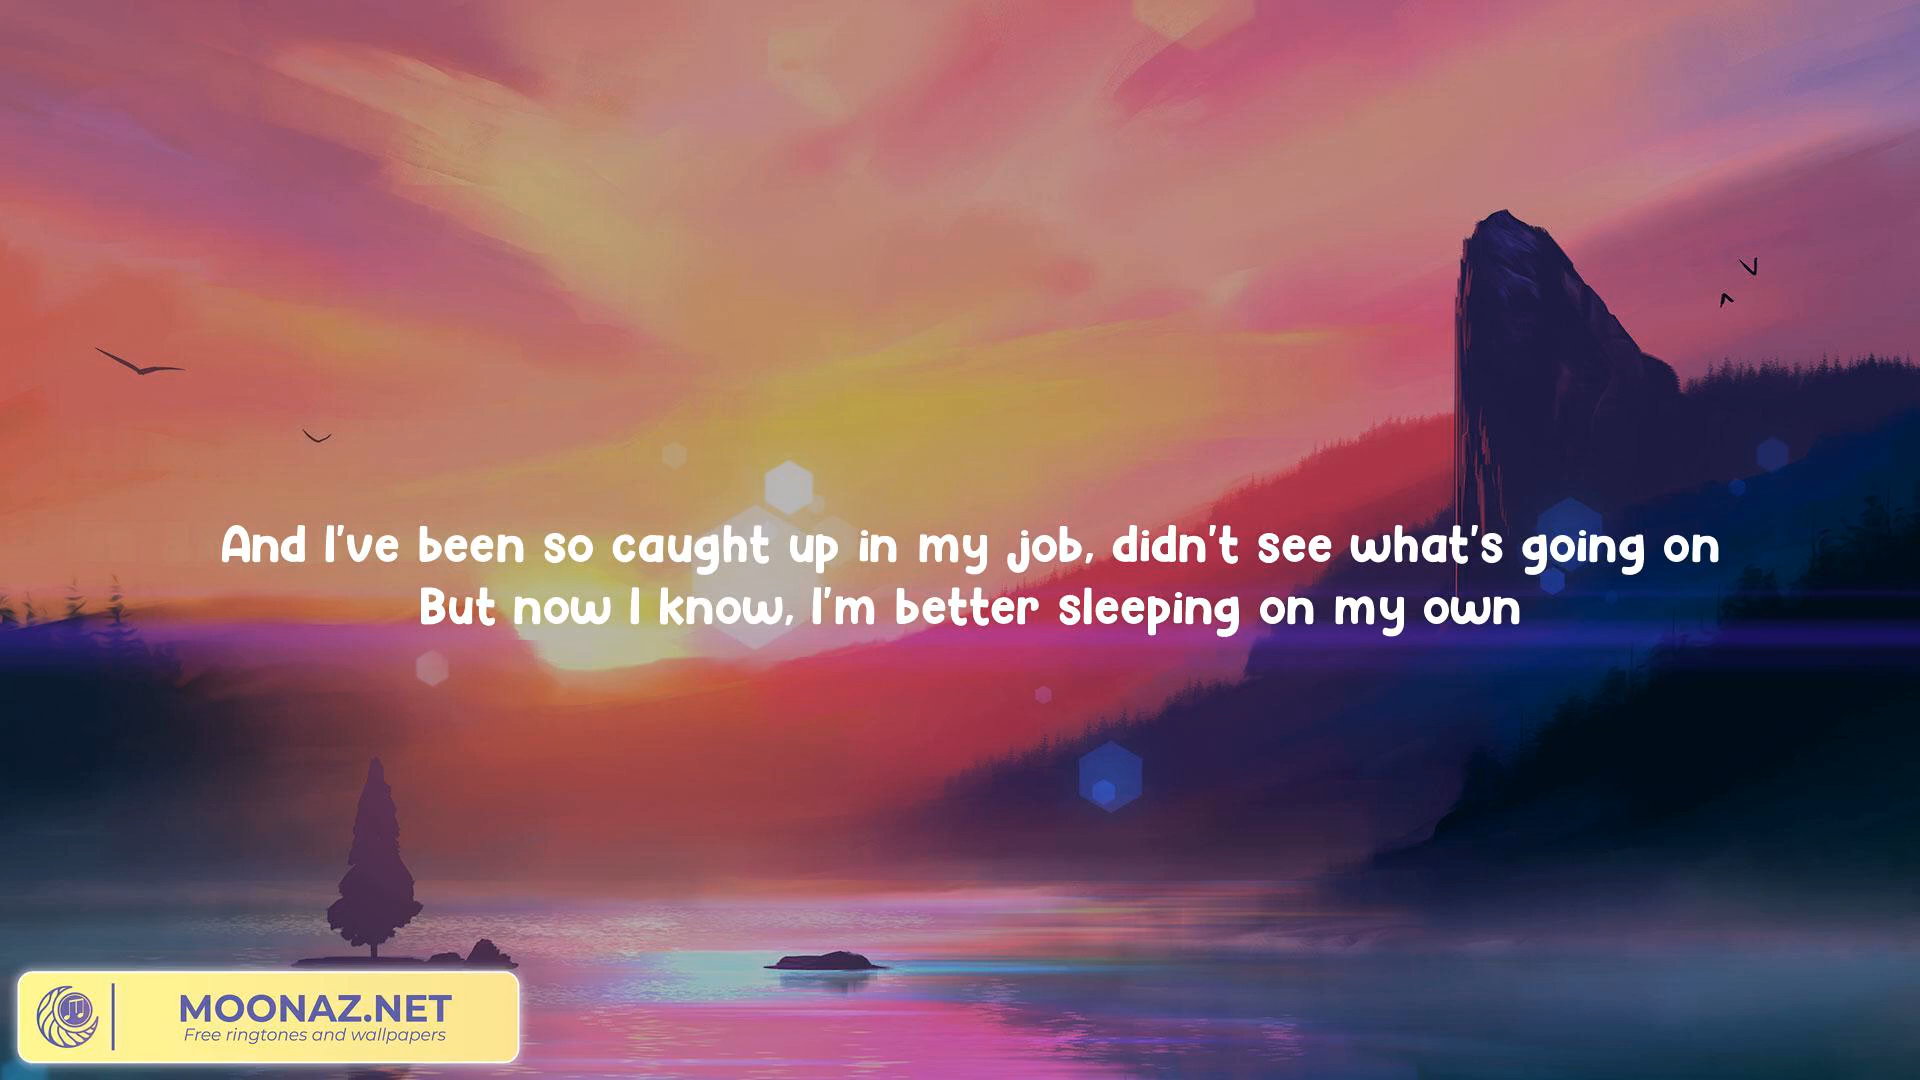 And I've been so caught up in my job, didn't see what's going on
But now I know, I'm better sleeping on my own
MOONAZ.NET
Free ringtones and wallpapers